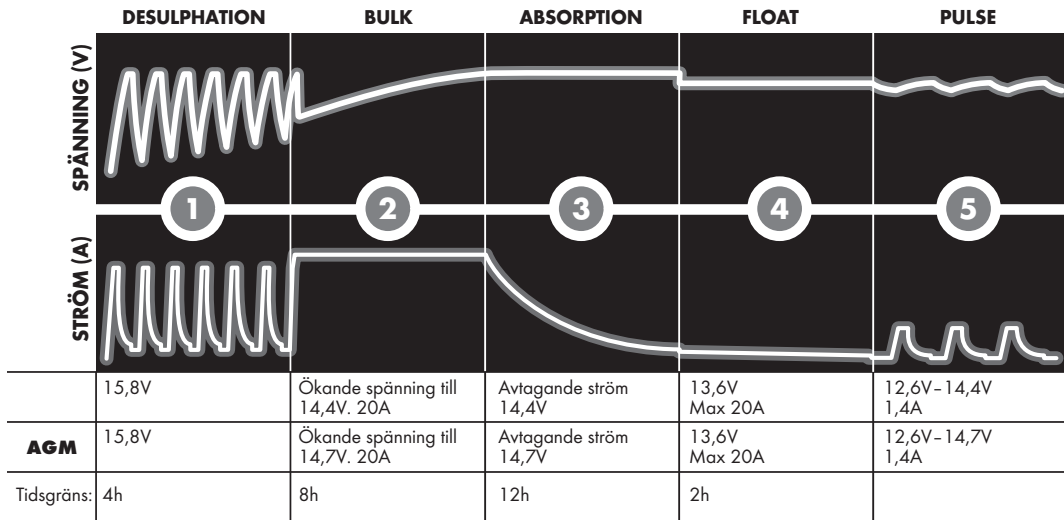 DESULPHATION BULK ABSORPTION FLOAT PULSE
SPÄNNING (V)
1 2 3 4 5
STRÖM (A)
15,8V Ökande spänning till Avtagande ström 13,6V 12,6V–14,4V
14,4V. 20A 14,4V Max 20A 1,4A
AGM 15,8V Ökande spänning till Avtagande ström 13,6V 12,6V–14,7V
14,7V. 20A 14,7V Max 20A 1,4A
Tidsgräns: 4h 8h 12h 2h